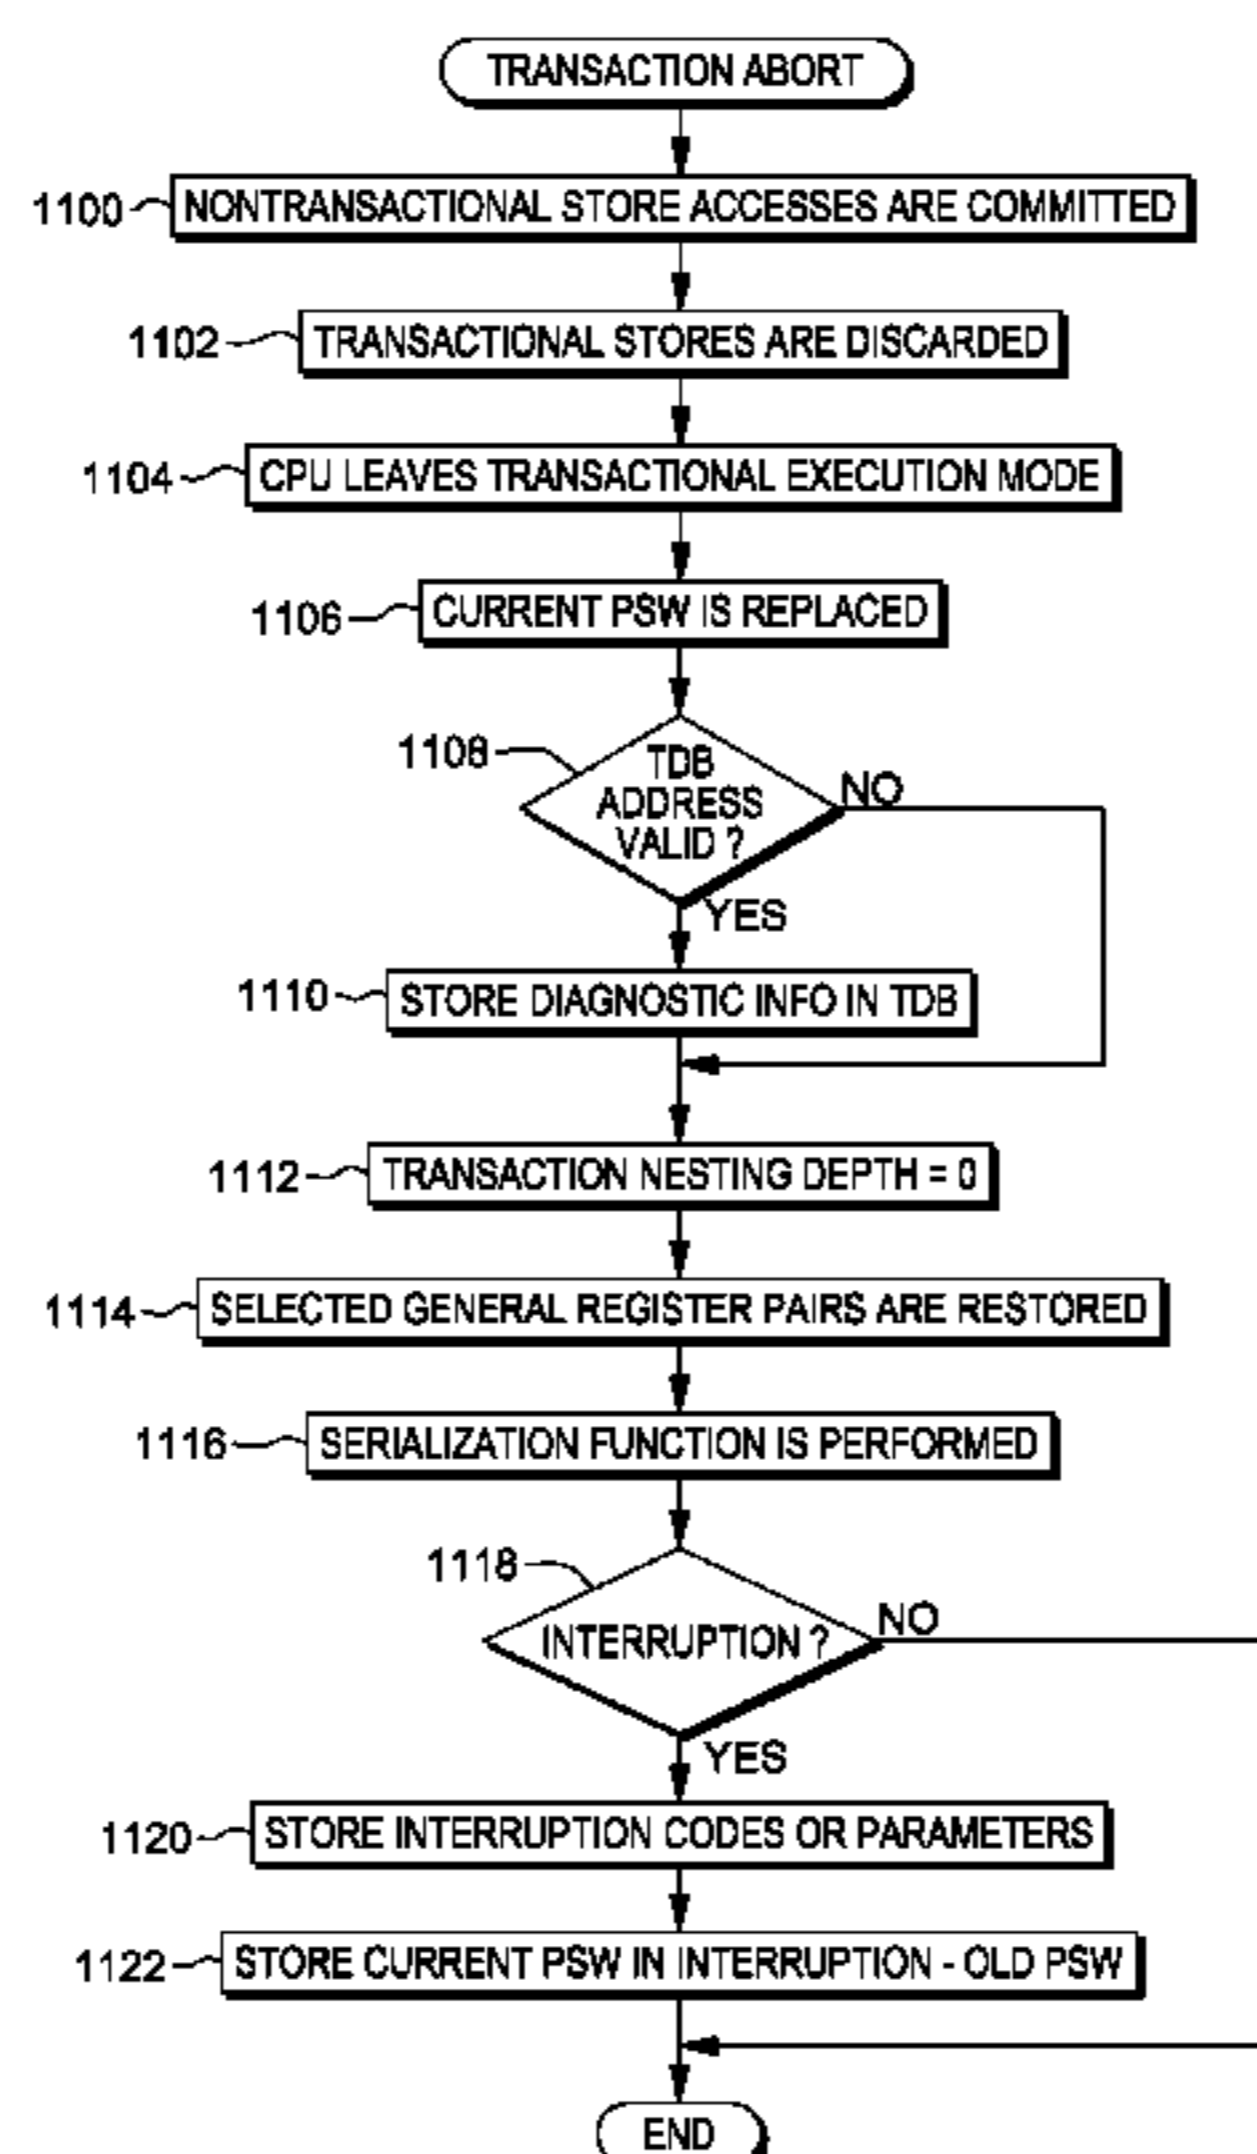 TRANSACTION ABORT
1100
NONTRANSACTIONAL STORE ACCESSES ARE COMMITTED
1102
TRANSACTIONAL STORES ARE DISCARDED
1104
CPU LEAVES TRANSACTIONAL EXECUTION MODE
1106
CURRENT PSW IS REPLACED
1108
TDB
ADDRESS
VALID ?
NO
YES
1110
STORE DIAGNOSTIC INFO IN TDB
1112
TRANSACTION NESTING DEPTH = 0
1114
SELECTED GENERAL REGISTER PAIRS ARE RESTORED
1116
SERIALIZATION FUNCTION IS PERFORMED
1118
INTERRUPTION ?
NO
YES
1120
STORE INTERRUPTION CODES OR PARAMETERS
1122
STORE CURRENT PSW IN INTERRUPTION - OLD PSW
END